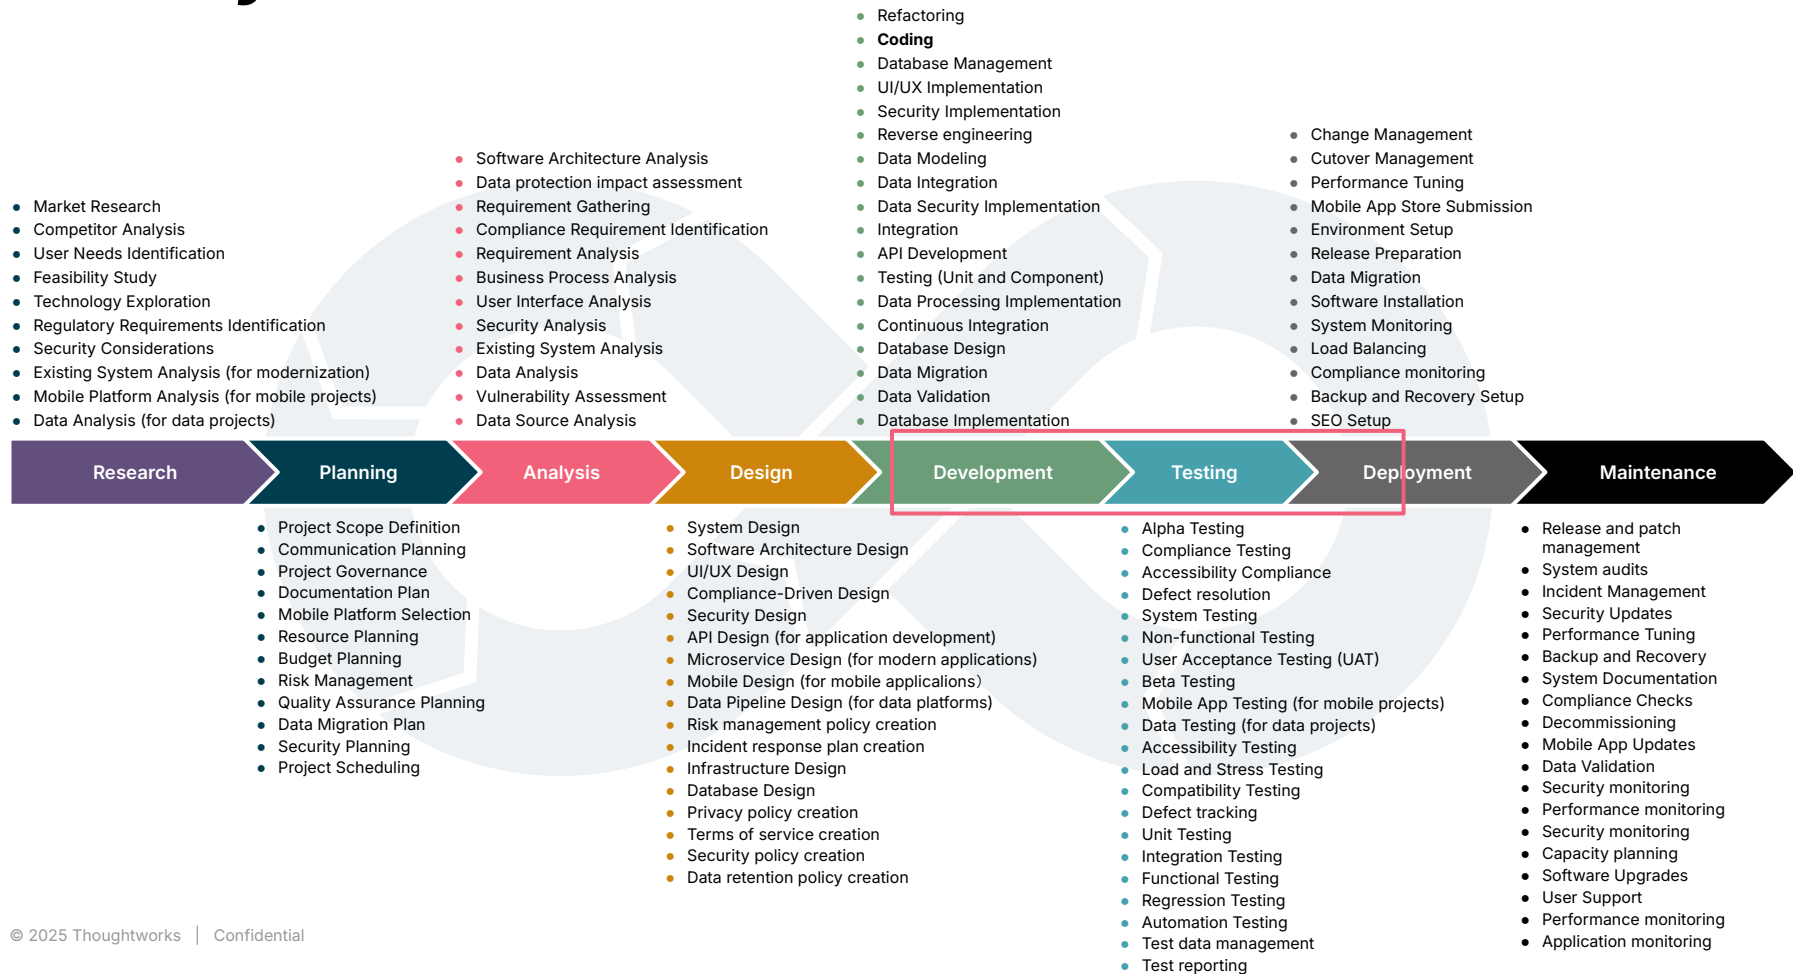 Refactoring
Coding
Database Management
UI/UX Implementation
Security Implementation
Reverse engineering
Data Modeling
Data Integration
Data Security Implementation
Integration
API Development
Testing (Unit and Component)
Data Processing Implementation
Continuous Integration
Database Design
Data Migration
Data Validation
Database Implementation
Change Management
Cutover Management
Performance Tuning
Mobile App Store Submission
Environment Setup
Release Preparation
Data Migration
Software Installation
System Monitoring
Load Balancing
Compliance monitoring
Backup and Recovery Setup
SEO Setup
Software Architecture Analysis
Data protection impact assessment
Requirement Gathering
Compliance Requirement Identification
Requirement Analysis
Business Process Analysis
User Interface Analysis
Security Analysis
Existing System Analysis
Data Analysis
Vulnerability Assessment
Data Source Analysis
Market Research
Competitor Analysis
User Needs Identification
Feasibility Study
Technology Exploration
Regulatory Requirements Identification
Security Considerations
Existing System Analysis (for modernization)
Mobile Platform Analysis (for mobile projects)
Data Analysis (for data projects)
Research
Planning
Analysis
Design
Development
Testing
Deployment
Maintenance
Project Scope Definition
Communication Planning
Project Governance
Documentation Plan
Mobile Platform Selection
Resource Planning
Budget Planning
Risk Management
Quality Assurance Planning
Data Migration Plan
Security Planning
Project Scheduling
System Design
Software Architecture Design
UI/UX Design
Compliance-Driven Design
Security Design
API Design (for application development)
Microservice Design (for modern applications)
Mobile Design (for mobile applicalions）
Data Pipeline Design (for data platforms)
Risk management policy creation
Incident response plan creation
Infrastructure Design
Database Design
Privacy policy creation
Terms of service creation
Security policy creation
Data retention policy creation
Alpha Testing
Compliance Testing
Accessibility Compliance
Defect resolution
System Testing
Non-functional Testing
User Acceptance Testing (UAT)
Beta Testing
Mobile App Testing (for mobile projects)
Data Testing (for data projects)
Accessibility Testing
Load and Stress Testing
Compatibility Testing
Defect tracking
Unit Testing
Integration Testing
Functional Testing
Regression Testing
Automation Testing
Test data management
Test reporting
Release and patch
management
System audits
Incident Management
Security Updates
Performance Tuning
Backup and Recovery
System Documentation
Compliance Checks
Decommissioning
Mobile App Updates
Data Validation
Security monitoring
Performance monitoring
Security monitoring
Capacity planning
Software Upgrades
User Support
Performance monitoring
Application monitoring
© 2025 Thoughtworks | Confidential